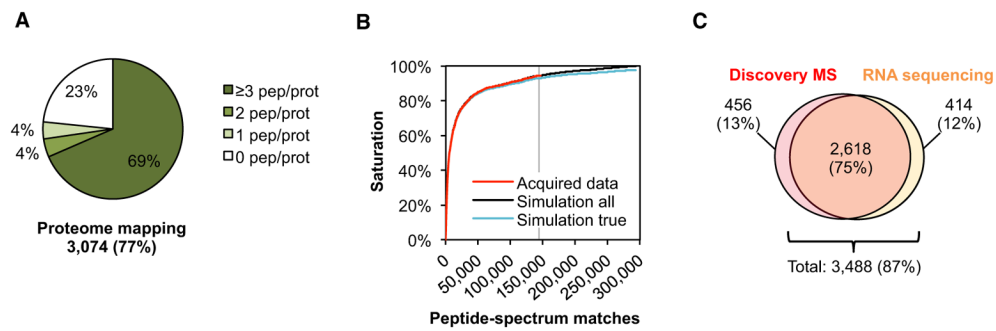 A
23%
4%
4%
69%
≥3 pep/prot
2 pep/prot
1 pep/prot
0 pep/prot
Proteome mapping
3,074 (77%)
B
Saturation
100%
80%
60%
40%
20%
0%
Acquired data
Simulation all
Simulation true
0
50,000
100,000
150,000
200,000
250,000
300,000
Peptide-spectrum matches
C
Discovery MS
RNA sequencing
456
(13%)
2,618
(75%)
414
(12%)
Total: 3,488 (87%)